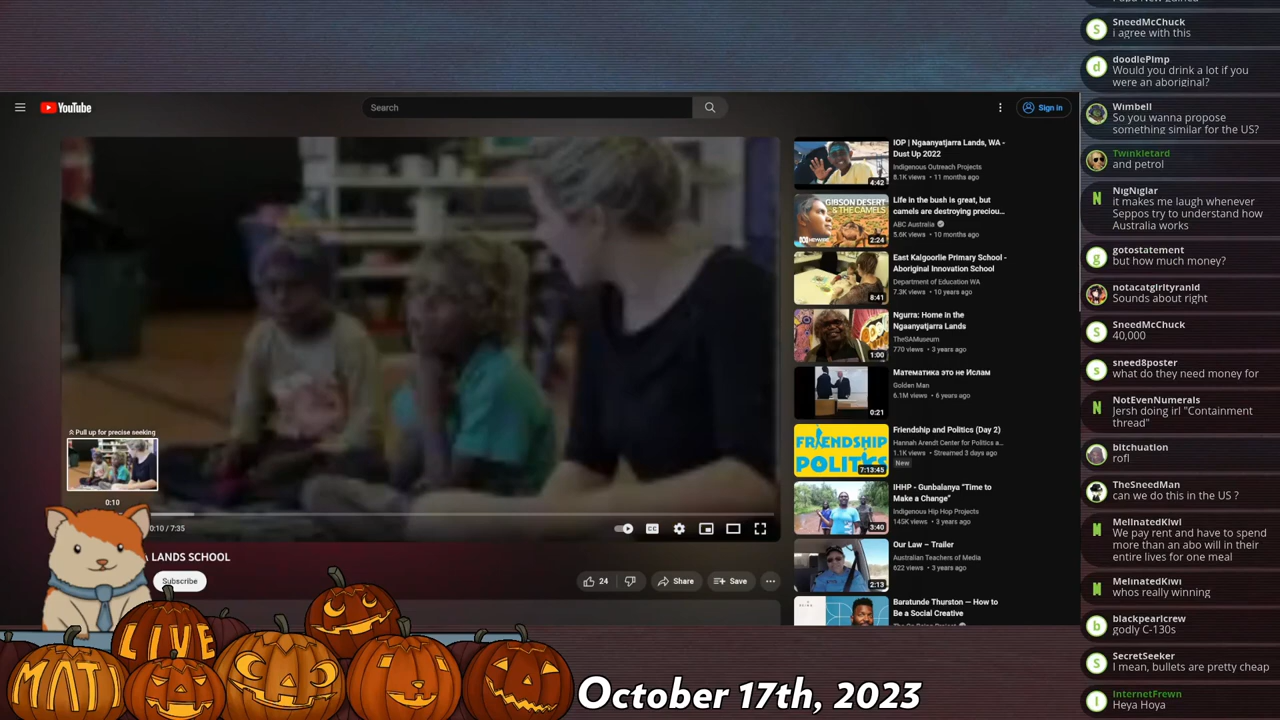 YouTube
Search
Sign in
Pull up for precise seeking
0:10
0:10 / 7:35
LANDS SCHOOL
Subscribe
24
Share
Save
4:42
IOP | Ngaanyatjarra Lands, WA -
Dust Up 2022
Indigenous Outreach Projects
8.1K views • 11 months ago
GIBSON DESERT
& THE CAMELS
2:24
Life in the bush is great, but
camels are destroying preciou...
ABC Australia
5.6K views • 10 months ago
8:41
East Kalgoorlie Primary School -
Aboriginal Innovation School
Department of Education WA
7.3K views • 10 years ago
1:00
Ngurra: Home in the
Ngaanyatjarra Lands
TheSAMuseum
770 views • 3 years ago
0:21
Математика это не Ислам
Golden Man
6.1M views • 6 years ago
FRIENDSHIP
POLITICS
7:13:45
Friendship and Politics (Day 2)
Hannah Arendt Center for Politics a...
1.1K views • Streamed 3 days ago
New
3:40
IHHP - Gunbalanya "Time to
Make a Change"
Indigenous Hip Hop Projects
145K views • 3 years ago
2:13
Our Law – Trailer
Australian Teachers of Media
622 views • 3 years ago
Baratunde Thurston — How to
Be a Social Creative
SneedMcChuck
i agree with this
doodlePimp
Would you drink a lot if you
were an aboriginal?
Wimbell
So you wanna propose
something similar for the US?
Twinkletard
and petrol
NigNiglar
it makes me laugh whenever
Seppos try to understand how
Australia works
gotostatement
but how much money?
notacatgirltyranid
Sounds about right
SneedMcChuck
40,000
sneed8poster
what do they need money for
NotEvenNumerals
Jersh doing irl "Containment
thread"
bitchuation
rofl
TheSneedMan
can we do this in the US ?
MelinatedKiwi
We pay rent and have to spend
more than an abo will in their
entire lives for one meal
MelinatedKiwi
whos really winning
blackpearlcrew
godly C-130s
SecretSeeker
I mean, bullets are pretty cheap
InternetFrewn
Heya Hoya
LIVE
MATI
October 17th, 2023